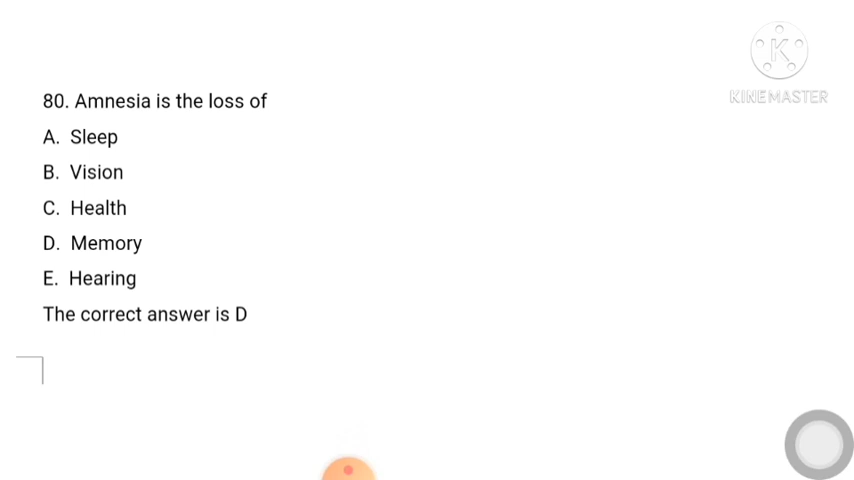 KINEMASTER
80. Amnesia is the loss of
A. Sleep
B. Vision
C. Health
D. Memory
E. Hearing
The correct answer is D